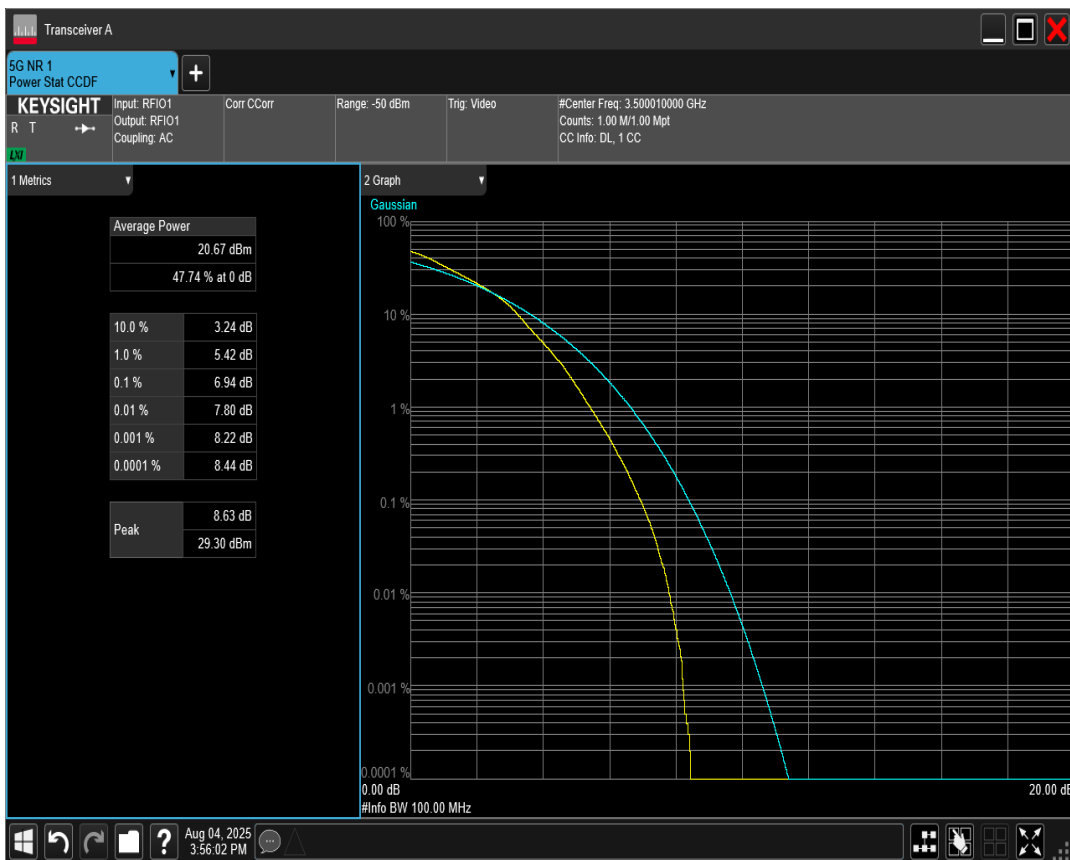 Transceiver A
5G NR 1
Power Stat CCDF
+
KEYSIGHT
R T
LXI
Input: RFIO1
Output: RFIO1
Coupling: AC
Corr CCorr
Range: -50 dBm
Trig: Video
#Center Freq: 3.500010000 GHz
Counts: 1.00 M/1.00 Mpt
CC Info: DL, 1 CC
1 Metrics
Average Power
20.67 dBm
47.74 % at 0 dB
10.0 % 3.24 dB
1.0 % 5.42 dB
0.1 % 6.94 dB
0.01 % 7.80 dB
0.001 % 8.22 dB
0.0001 % 8.44 dB
Peak 8.63 dB
29.30 dBm
2 Graph
Gaussian
100 %
10 %
1 %
0.1 %
0.01 %
0.001 %
0.0001 %
0.00 dB 20.00 dB
#Info BW 100.00 MHz
? Aug 04, 2025
3:56:02 PM